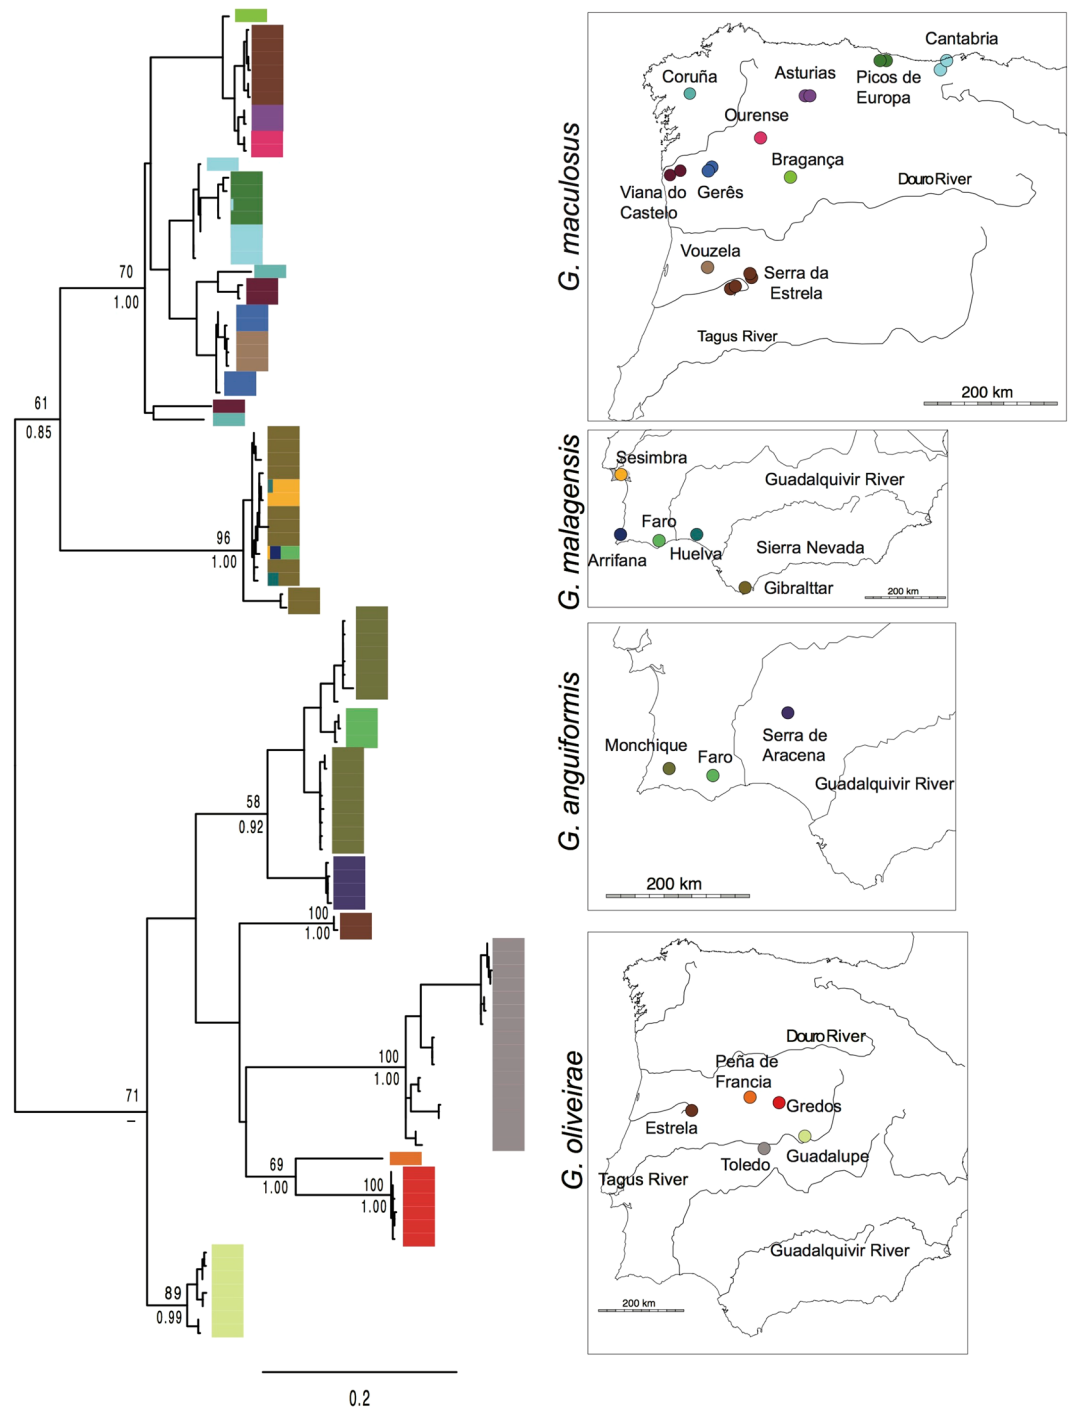 70
1.00
61
0.85
96
1.00
58
0.92
100
1.00
100
1.00
71
–
69
1.00
100
1.00
89
0.99
0.2
G. maculosus
Cantabria
Coruña
Asturias
Picos de
Europa
Ourense
Bragança
Viana do
Castelo
Gerês
Douro River
Vouzela
Serra da
Estrela
Tagus River
200 km
G. malagensis
Sesimbra
Guadalquivir River
Faro
Arrifana
Huelva
Sierra Nevada
Gibralttar
200 km
G. anguiformis
Serra de
Aracena
Monchique
Faro
Guadalquivir River
200 km
G. oliveirae
Douro River
Peña de
Francia
Gredos
Estrela
Toledo
Guadalupe
Tagus River
Guadalquivir River
200 km